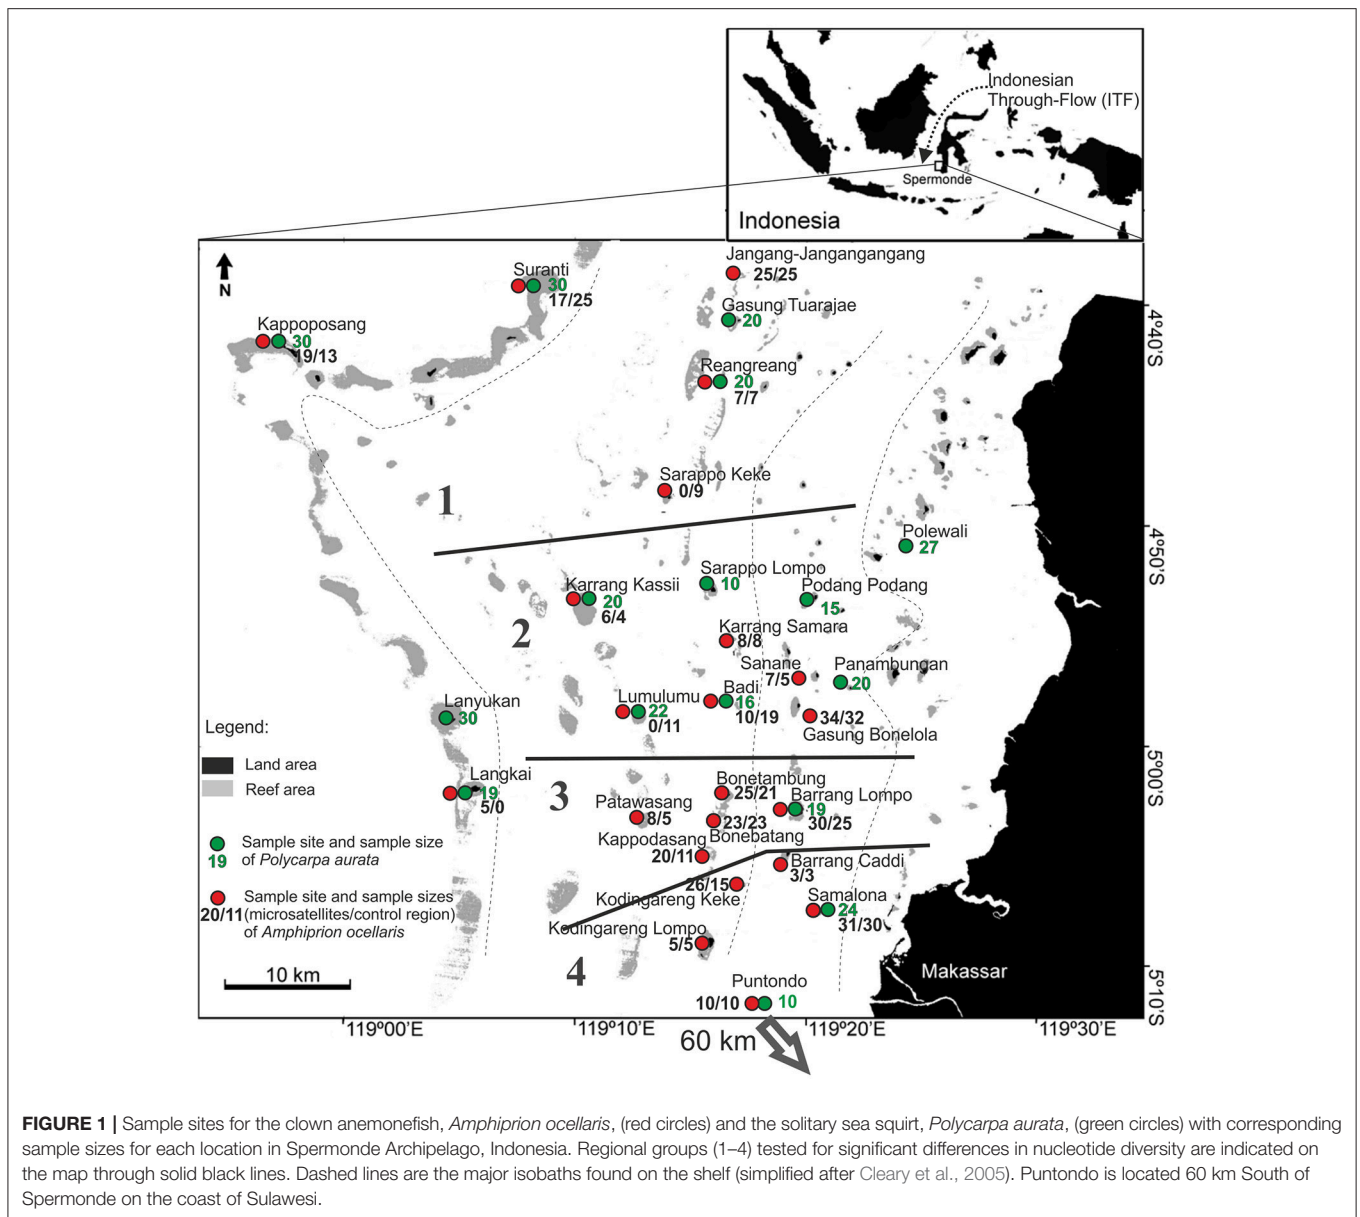 Indonesian
Through-Flow (ITF)
Spermonde
Indonesia
N
Suranti
30
17/25
Kappoposang
30
19/13
Jangang-Jangangangang
25/25
Gasung Tuarajae
20
Reangreang
20
7/7
Sarappo Keke
0/9
1
4°40'S
Polewali
27
4°50'S
Sarappo Lompo
10
Karrang Kassii
20
6/4
Podang Podang
15
2
Karrang Samara
8/8
Sanane
7/5
Panambungan
20
Badi
16
10/19
Lumulumu
22
0/11
34/32
Gasung Bonelola
Lanyukan
30
5°00'S
Langkai
19
5/0
3
Bonetambung
25/21
Barrang Lompo
19
30/25
Patawasang
8/5
23/23
Bonebatang
Kappodasang
20/11
Barrang Caddi
3/3
26/15
Kodingareng Keke
Samalona
24
31/30
Kodingareng Lompo
5/5
4
Puntondo
10/10
10
Makassar
5°10'S
Legend:
Land area
Reef area
Sample site and sample size
19 of Polycarpa aurata
Sample site and sample sizes
20/11 (microsatellites/control region)
of Amphiprion ocellaris
10 km
119°00'E
119°10'E
119°20'E
119°30'E
60 km
FIGURE 1 | Sample sites for the clown anemonefish, Amphiprion ocellaris, (red circles) and the solitary sea squirt, Polycarpa aurata, (green circles) with corresponding
sample sizes for each location in Spermonde Archipelago, Indonesia. Regional groups (1–4) tested for significant differences in nucleotide diversity are indicated on
the map through solid black lines. Dashed lines are the major isobaths found on the shelf (simplified after Cleary et al., 2005). Puntondo is located 60 km South of
Spermonde on the coast of Sulawesi.